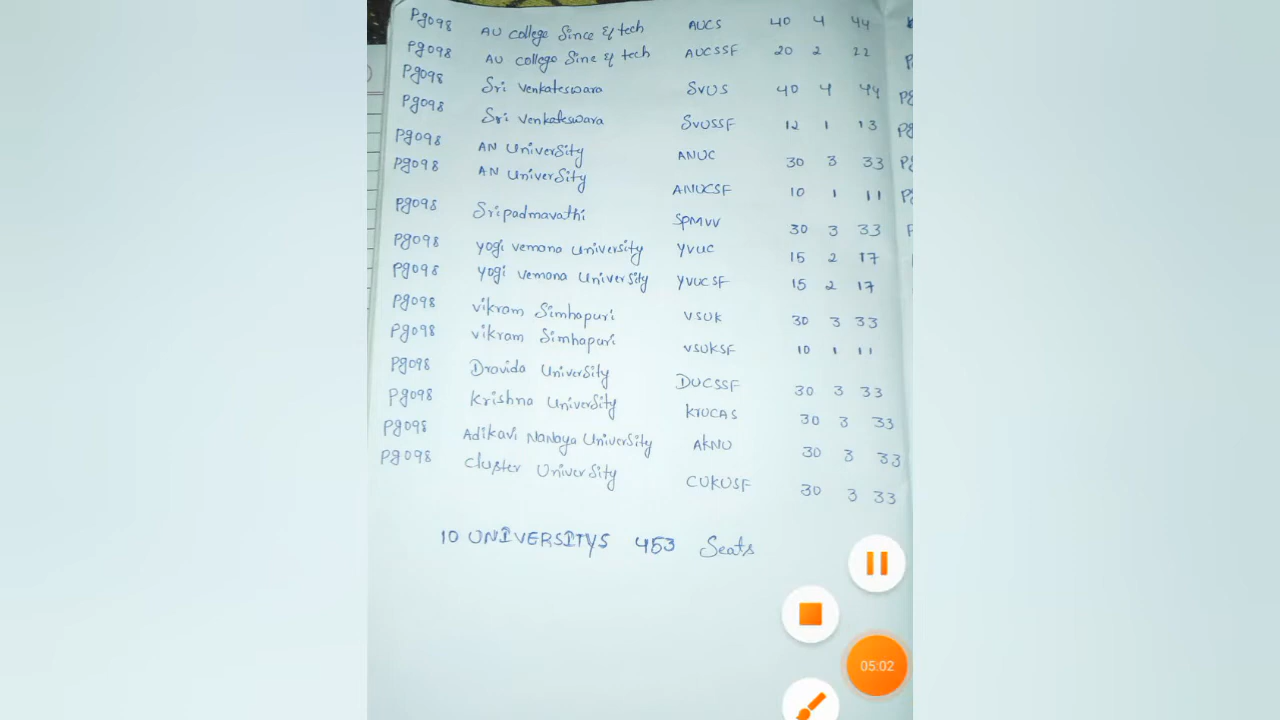 Pg098 AU college Since & tech AUCS 40 4 44
Pg098 AU college Sine & tech AUCSSF 20 2 22
Pg098 Sri Venkateswara SVUS 40 4 44
Pg098 Sri Venkateswara SVUSSF 12 1 13
Pg098 AN University ANUC 30 3 33
Pg098 AN University ANUCSF 10 1 11
Pg098 Sripadmavathi SPMVV 30 3 33
Pg098 yogi vemana University YVUC 15 2 17
Pg098 yogi vemana University YVUCSF 15 2 17
Pg098 vikram Simhapuri VSUK 30 3 33
Pg098 vikram Simhapuri VSUKSF 10 1 11
Pg098 Dravida University DUCSSF 30 3 33
Pg098 Krishna University KRUCAS 30 3 33
Pg098 Adikavi NaNaya University AKNU 30 3 33
Pg098 Cluster University CUKUSF 30 3 33
10 UNIVERSITYS 453 Seats
05:02